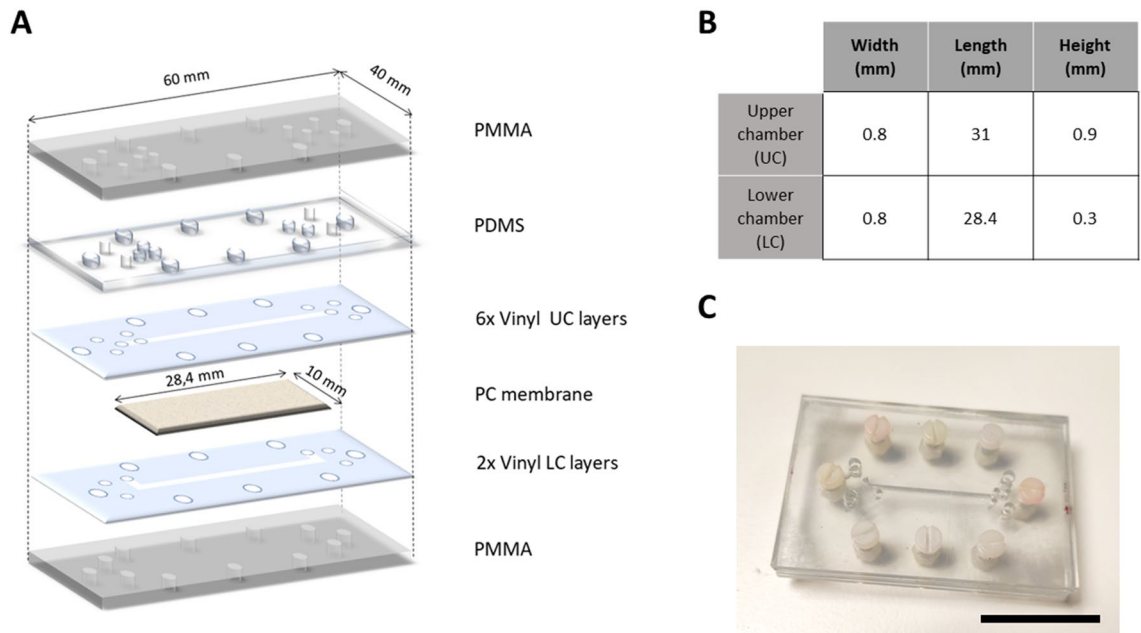 A
60 mm
40 mm
PMMA
PDMS
6x Vinyl  UC layers
28,4 mm
10 mm
PC membrane
2x Vinyl LC layers
PMMA
B
Width
(mm)
Length
(mm)
Height
(mm)
Upper
chamber
(UC)
0.8
31
0.9
Lower
chamber
(LC)
0.8
28.4
0.3
C